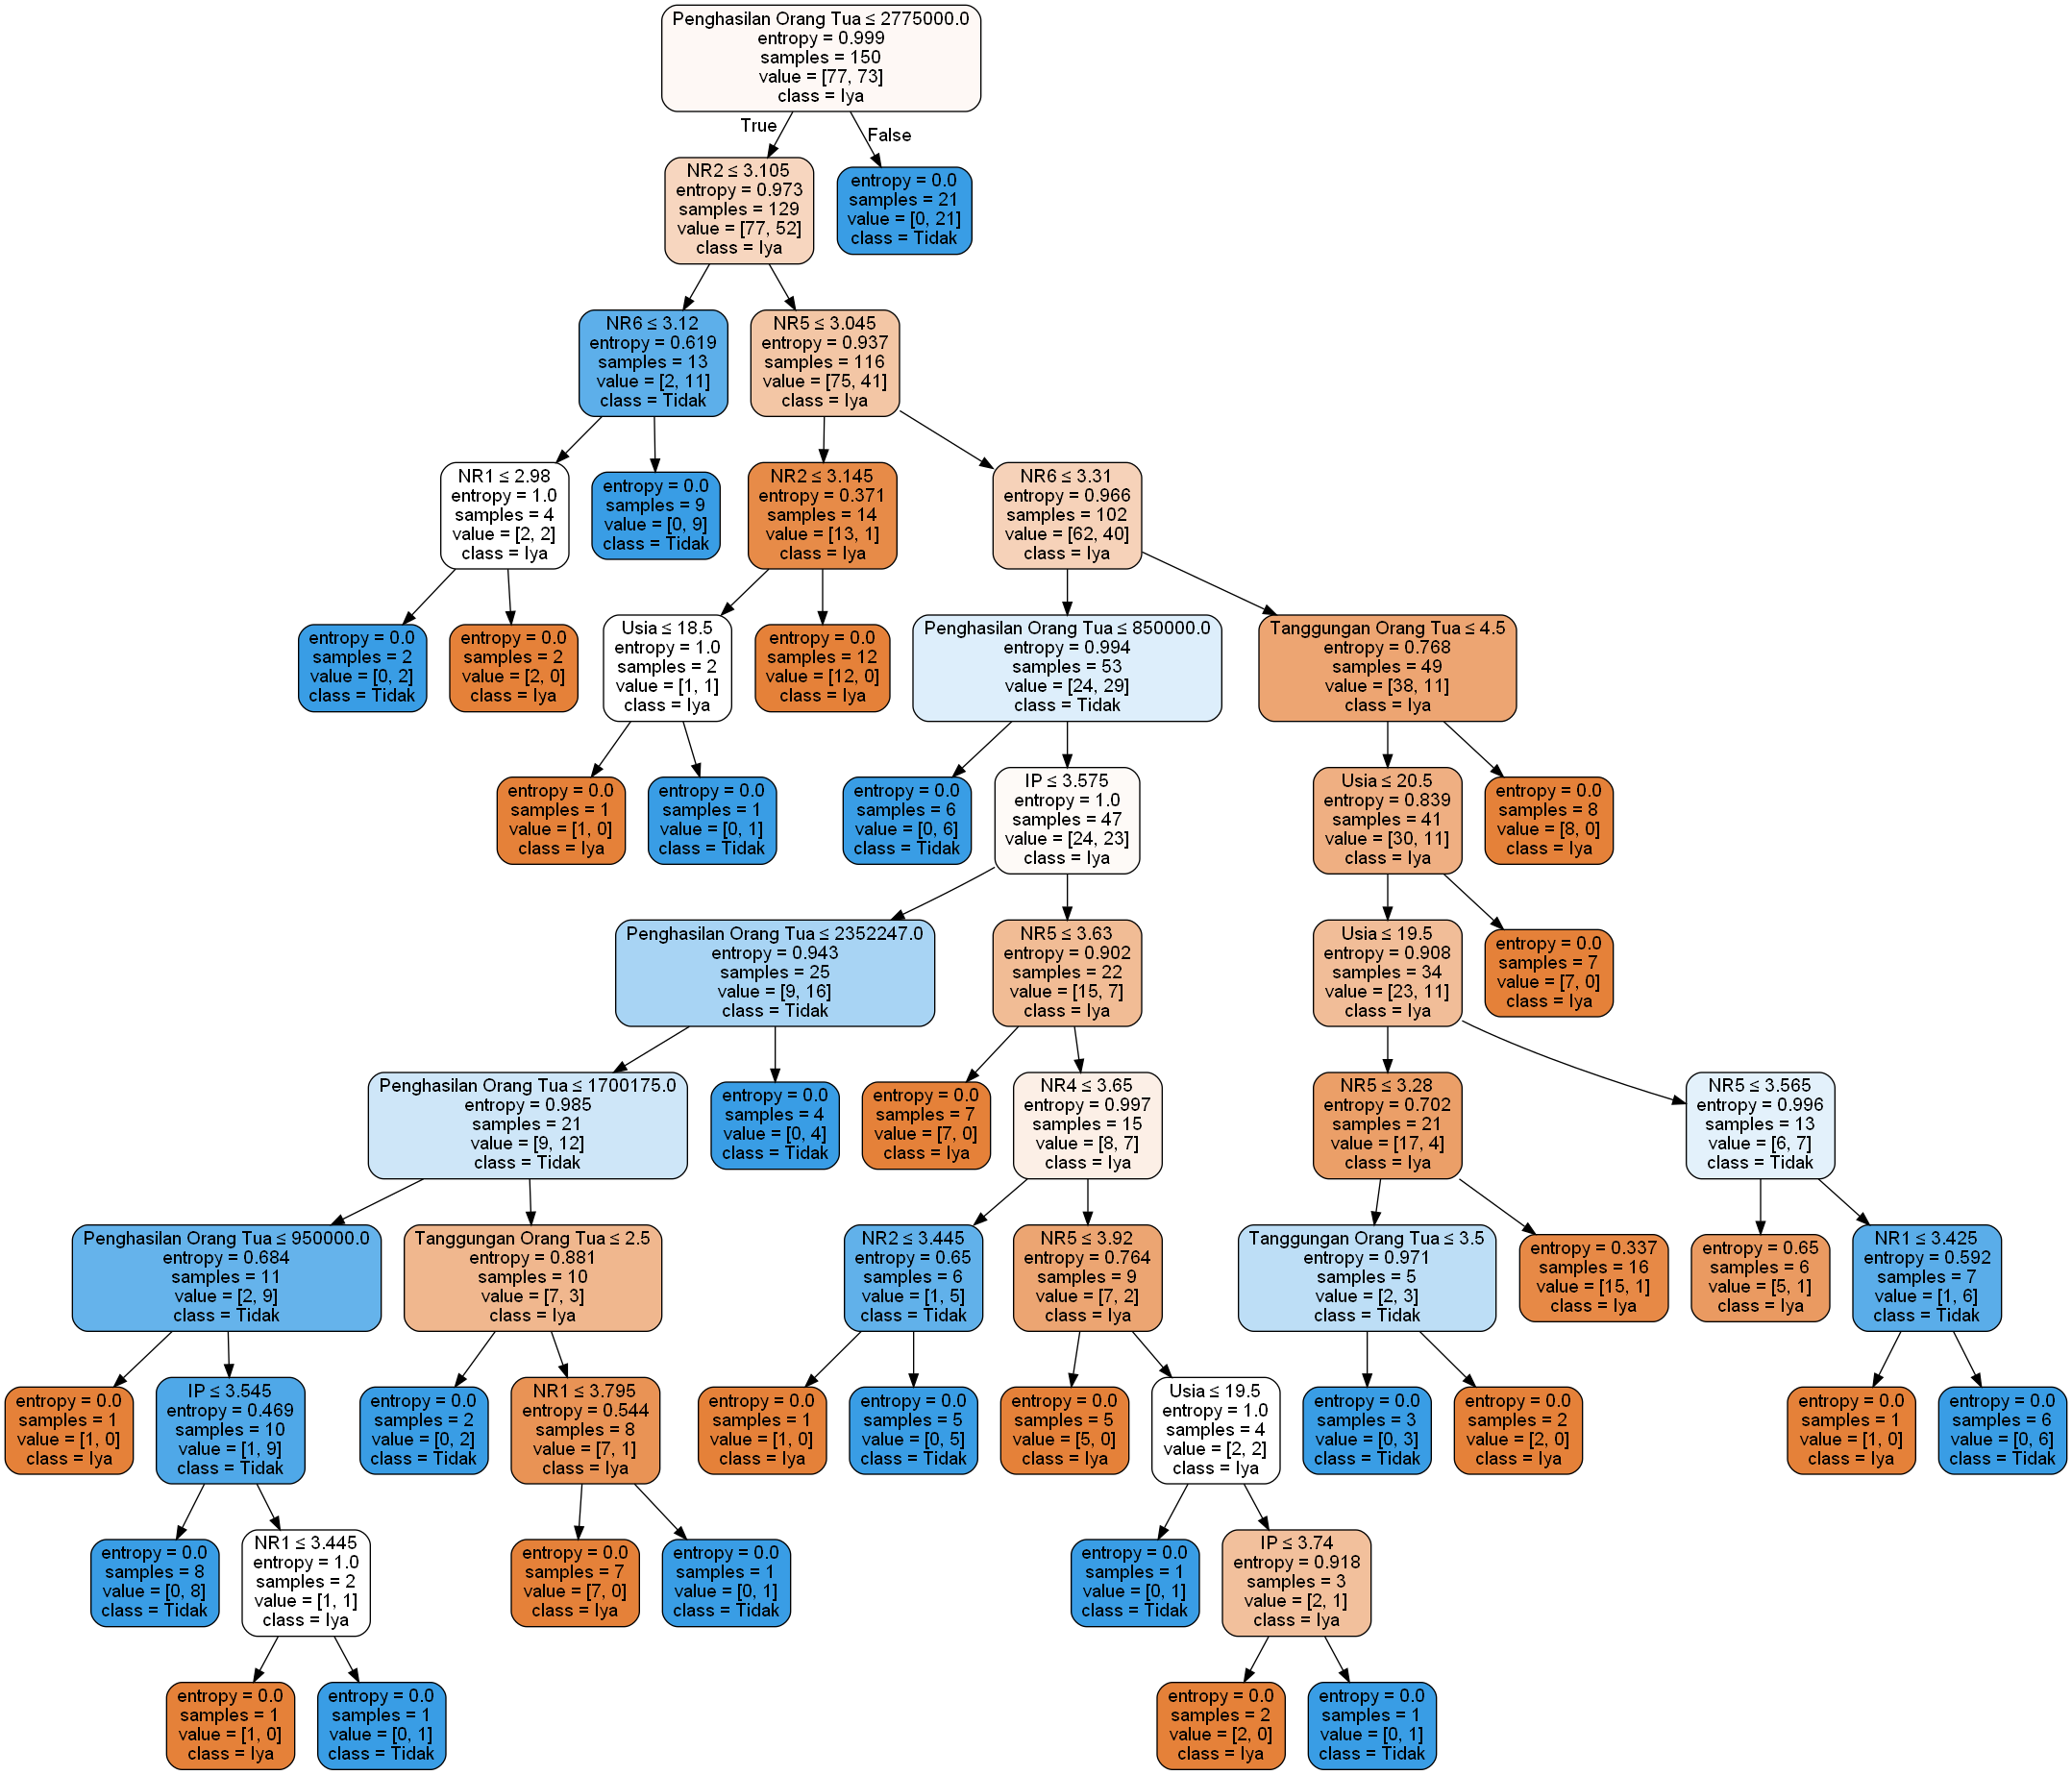 Penghasilan Orang Tua ≤ 2775000.0
entropy = 0.999
samples = 150
value = [77, 73]
class = Iya
True
False
NR2 ≤ 3.105
entropy = 0.973
samples = 129
value = [77, 52]
class = Iya
entropy = 0.0
samples = 21
value = [0, 21]
class = Tidak
NR6 ≤ 3.12
entropy = 0.619
samples = 13
value = [2, 11]
class = Tidak
NR5 ≤ 3.045
entropy = 0.937
samples = 116
value = [75, 41]
class = Iya
NR1 ≤ 2.98
entropy = 1.0
samples = 4
value = [2, 2]
class = Iya
entropy = 0.0
samples = 9
value = [0, 9]
class = Tidak
NR2 ≤ 3.145
entropy = 0.371
samples = 14
value = [13, 1]
class = Iya
NR6 ≤ 3.31
entropy = 0.966
samples = 102
value = [62, 40]
class = Iya
entropy = 0.0
samples = 2
value = [0, 2]
class = Tidak
entropy = 0.0
samples = 2
value = [2, 0]
class = Iya
Usia ≤ 18.5
entropy = 1.0
samples = 2
value = [1, 1]
class = Iya
entropy = 0.0
samples = 12
value = [12, 0]
class = Iya
Penghasilan Orang Tua ≤ 850000.0
entropy = 0.994
samples = 53
value = [24, 29]
class = Tidak
Tanggungan Orang Tua ≤ 4.5
entropy = 0.768
samples = 49
value = [38, 11]
class = Iya
entropy = 0.0
samples = 1
value = [1, 0]
class = Iya
entropy = 0.0
samples = 1
value = [0, 1]
class = Tidak
entropy = 0.0
samples = 6
value = [0, 6]
class = Tidak
IP ≤ 3.575
entropy = 1.0
samples = 47
value = [24, 23]
class = Iya
Usia ≤ 20.5
entropy = 0.839
samples = 41
value = [30, 11]
class = Iya
entropy = 0.0
samples = 8
value = [8, 0]
class = Iya
Penghasilan Orang Tua ≤ 2352247.0
entropy = 0.943
samples = 25
value = [9, 16]
class = Tidak
NR5 ≤ 3.63
entropy = 0.902
samples = 22
value = [15, 7]
class = Iya
Usia ≤ 19.5
entropy = 0.908
samples = 34
value = [23, 11]
class = Iya
entropy = 0.0
samples = 7
value = [7, 0]
class = Iya
Penghasilan Orang Tua ≤ 1700175.0
entropy = 0.985
samples = 21
value = [9, 12]
class = Tidak
entropy = 0.0
samples = 4
value = [0, 4]
class = Tidak
entropy = 0.0
samples = 7
value = [7, 0]
class = Iya
NR4 ≤ 3.65
entropy = 0.997
samples = 15
value = [8, 7]
class = Iya
NR5 ≤ 3.28
entropy = 0.702
samples = 21
value = [17, 4]
class = Iya
NR5 ≤ 3.565
entropy = 0.996
samples = 13
value = [6, 7]
class = Tidak
Penghasilan Orang Tua ≤ 950000.0
entropy = 0.684
samples = 11
value = [2, 9]
class = Tidak
Tanggungan Orang Tua ≤ 2.5
entropy = 0.881
samples = 10
value = [7, 3]
class = Iya
NR2 ≤ 3.445
entropy = 0.65
samples = 6
value = [1, 5]
class = Tidak
NR5 ≤ 3.92
entropy = 0.764
samples = 9
value = [7, 2]
class = Iya
Tanggungan Orang Tua ≤ 3.5
entropy = 0.971
samples = 5
value = [2, 3]
class = Tidak
entropy = 0.337
samples = 16
value = [15, 1]
class = Iya
entropy = 0.65
samples = 6
value = [5, 1]
class = Iya
NR1 ≤ 3.425
entropy = 0.592
samples = 7
value = [1, 6]
class = Tidak
entropy = 0.0
samples = 1
value = [1, 0]
class = Iya
IP ≤ 3.545
entropy = 0.469
samples = 10
value = [1, 9]
class = Tidak
entropy = 0.0
samples = 2
value = [0, 2]
class = Tidak
NR1 ≤ 3.795
entropy = 0.544
samples = 8
value = [7, 1]
class = Iya
entropy = 0.0
samples = 1
value = [1, 0]
class = Iya
entropy = 0.0
samples = 5
value = [0, 5]
class = Tidak
entropy = 0.0
samples = 5
value = [5, 0]
class = Iya
Usia ≤ 19.5
entropy = 1.0
samples = 4
value = [2, 2]
class = Iya
entropy = 0.0
samples = 3
value = [0, 3]
class = Tidak
entropy = 0.0
samples = 2
value = [2, 0]
class = Iya
entropy = 0.0
samples = 1
value = [1, 0]
class = Iya
entropy = 0.0
samples = 6
value = [0, 6]
class = Tidak
entropy = 0.0
samples = 8
value = [0, 8]
class = Tidak
NR1 ≤ 3.445
entropy = 1.0
samples = 2
value = [1, 1]
class = Iya
entropy = 0.0
samples = 7
value = [7, 0]
class = Iya
entropy = 0.0
samples = 1
value = [0, 1]
class = Tidak
entropy = 0.0
samples = 1
value = [0, 1]
class = Tidak
IP ≤ 3.74
entropy = 0.918
samples = 3
value = [2, 1]
class = Iya
entropy = 0.0
samples = 1
value = [1, 0]
class = Iya
entropy = 0.0
samples = 1
value = [0, 1]
class = Tidak
entropy = 0.0
samples = 2
value = [2, 0]
class = Iya
entropy = 0.0
samples = 1
value = [0, 1]
class = Tidak